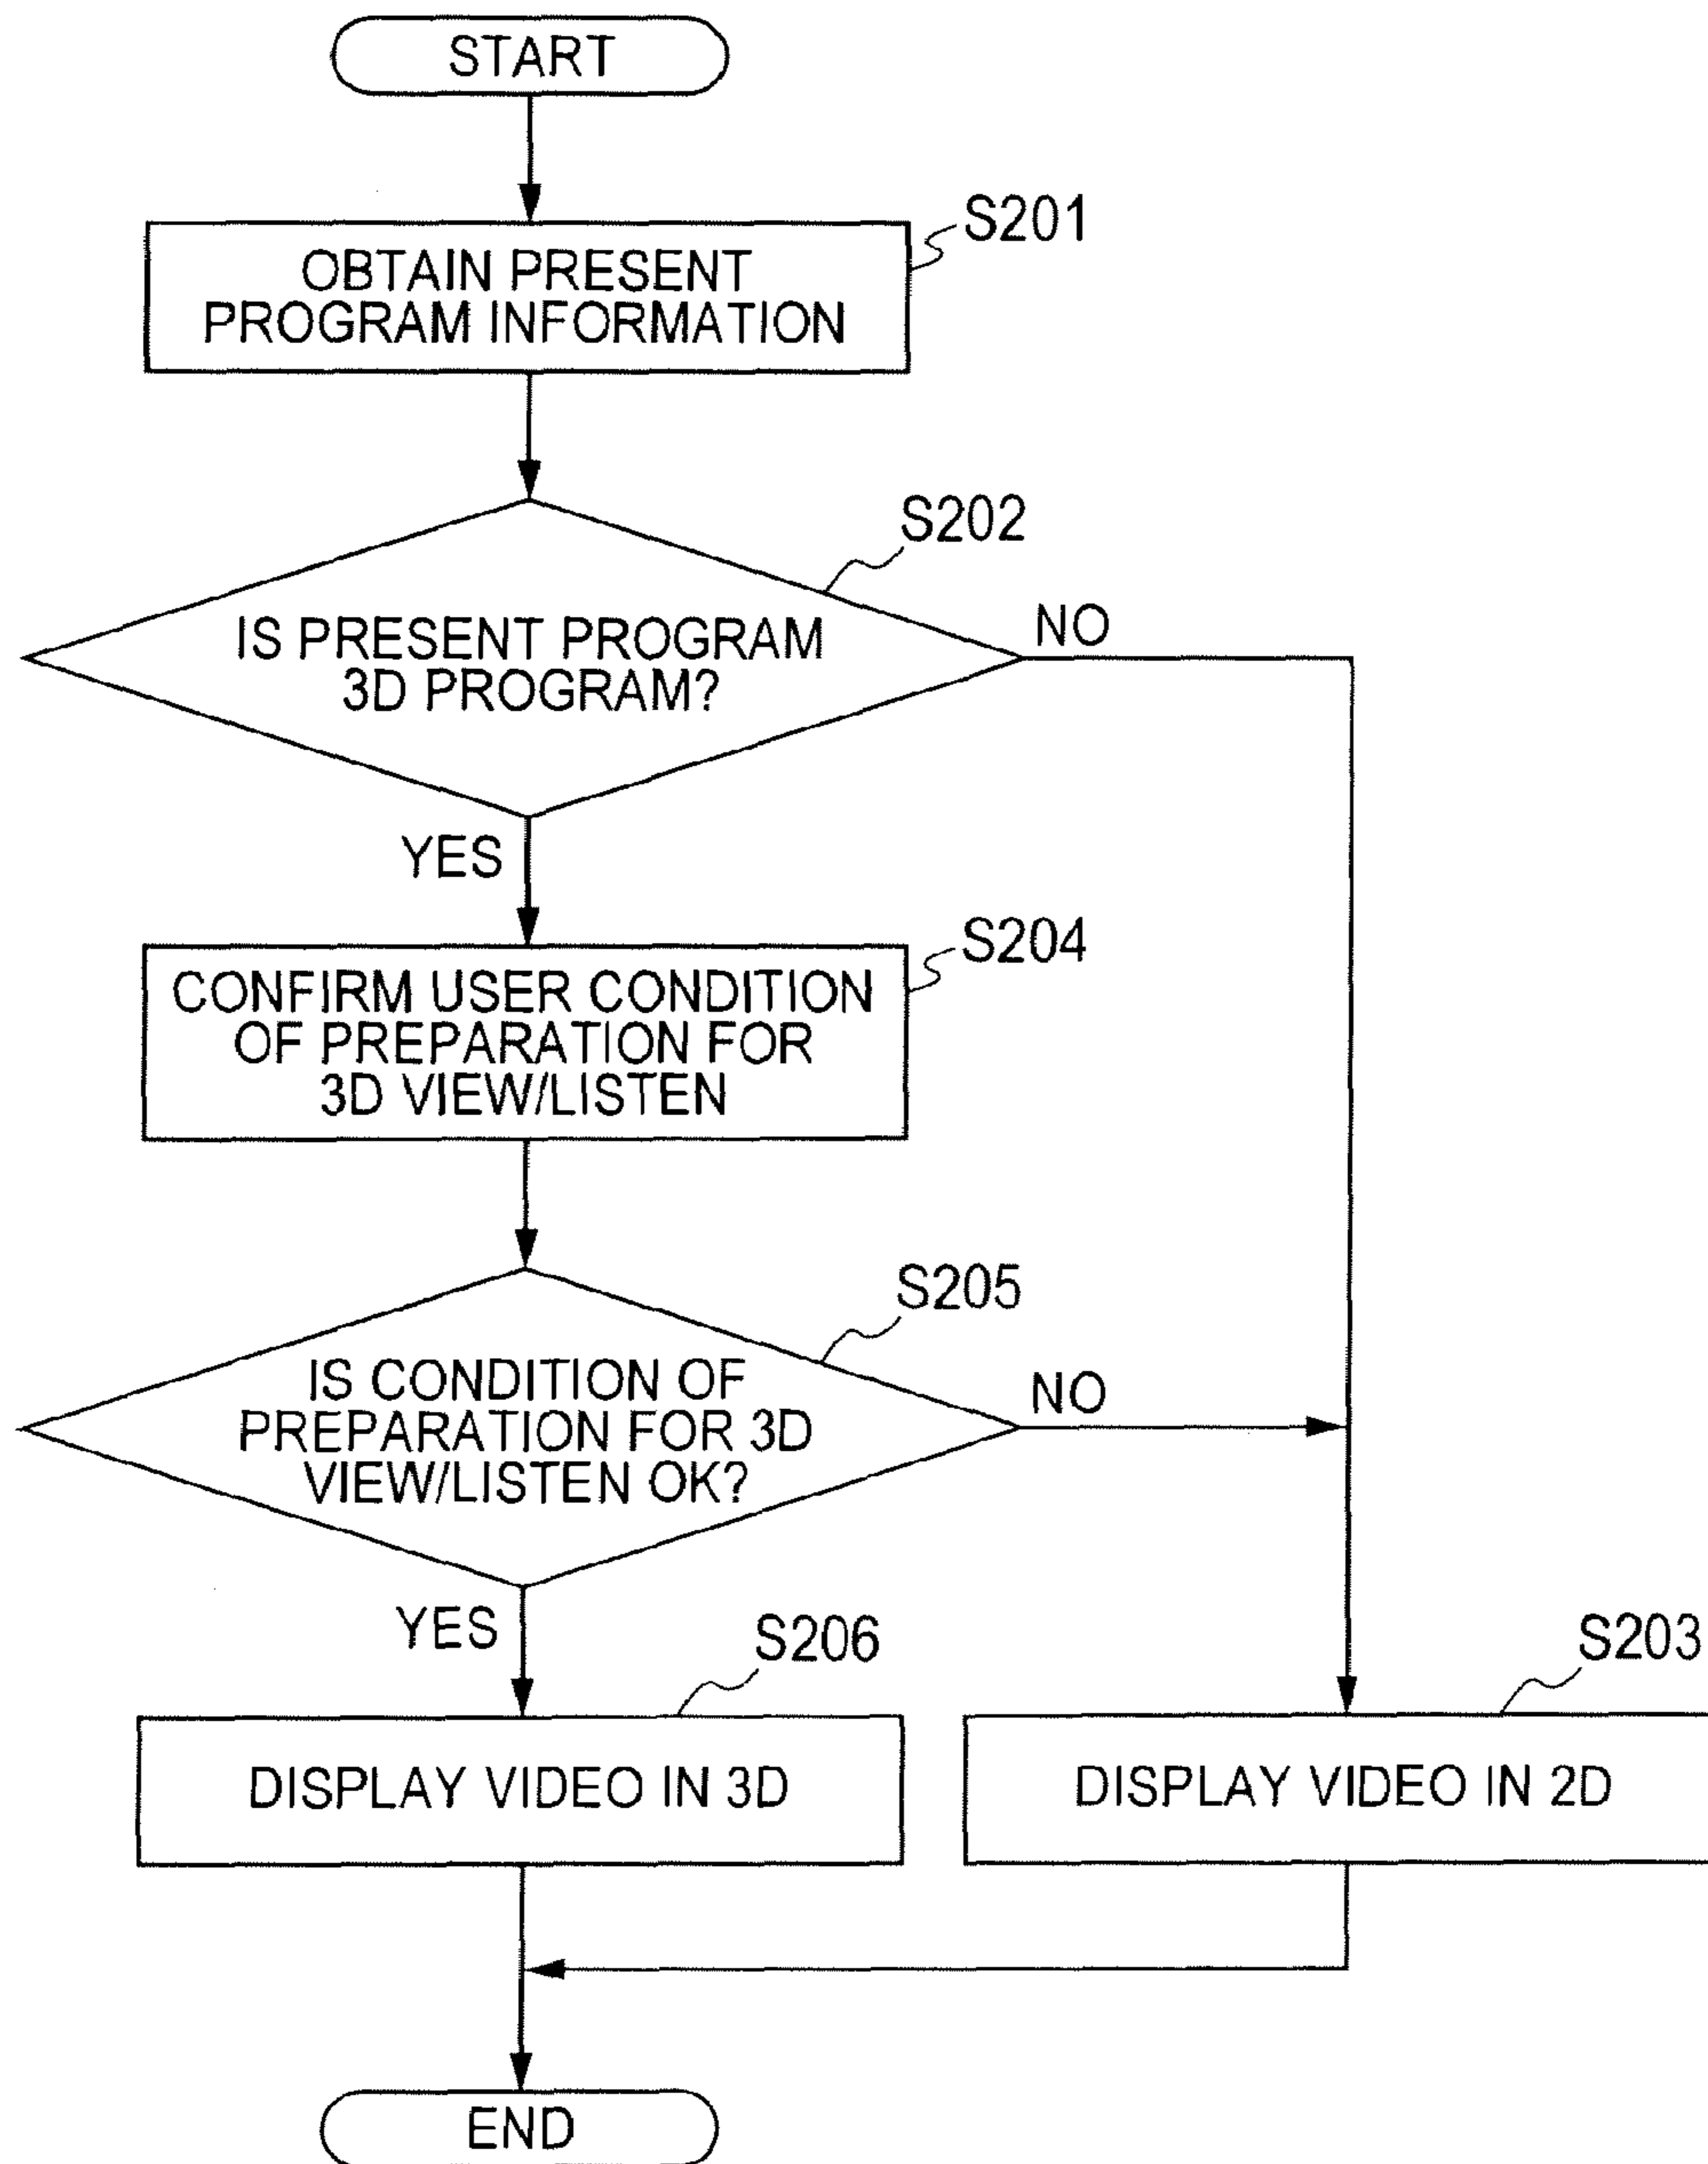 START
S201
OBTAIN PRESENT
PROGRAM INFORMATION
S202
IS PRESENT PROGRAM
3D PROGRAM?
NO
YES
S204
CONFIRM USER CONDITION
OF PREPARATION FOR
3D VIEW/LISTEN
S205
IS CONDITION OF
PREPARATION FOR 3D
VIEW/LISTEN OK?
NO
YES
S206
S203
DISPLAY VIDEO IN 3D
DISPLAY VIDEO IN 2D
END